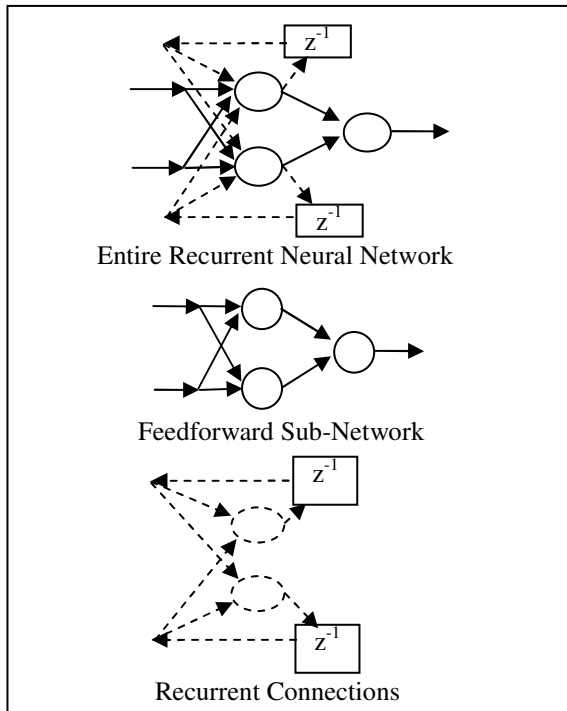 z⁻¹
z⁻¹
Entire Recurrent Neural Network
Feedforward Sub-Network
z⁻¹
z⁻¹
Recurrent Connections